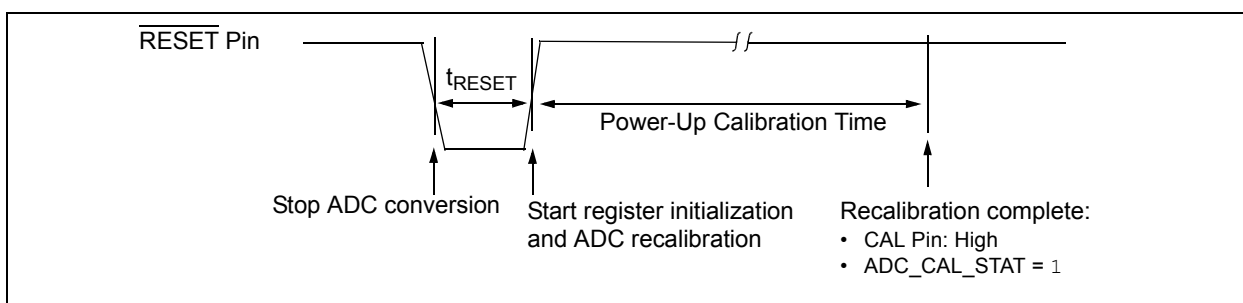 RESET Pin
tRESET
Power-Up Calibration Time
Stop ADC conversion
Start register initialization
and ADC recalibration
Recalibration complete:
• CAL Pin: High
• ADC_CAL_STAT = 1